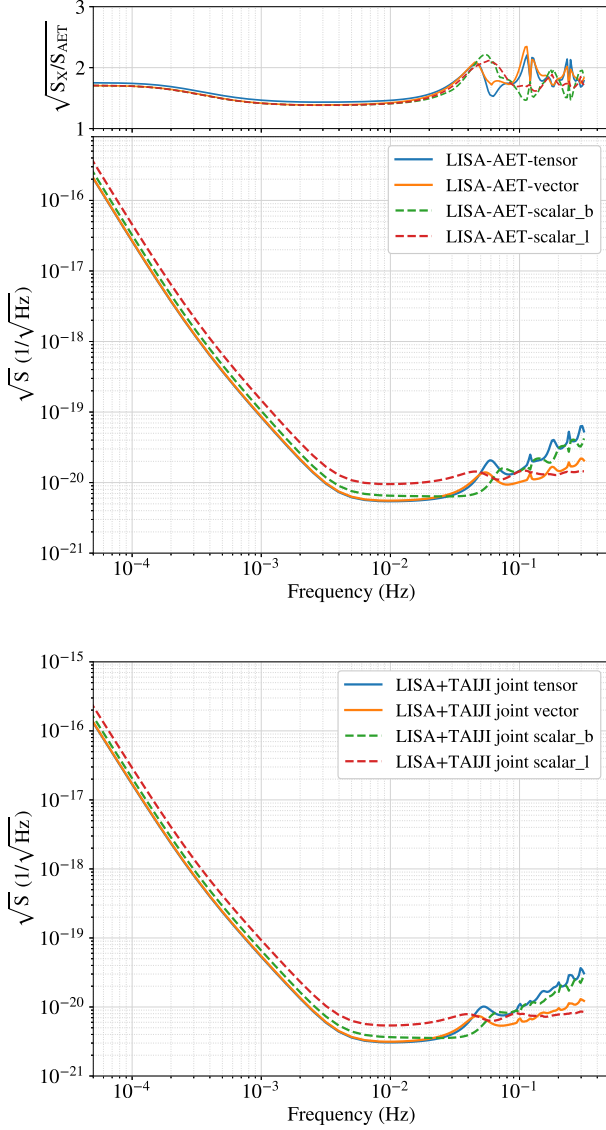 3
2
1
√S_X/S_AET
10⁻¹⁶
10⁻¹⁷
10⁻¹⁸
10⁻¹⁹
10⁻²⁰
10⁻²¹
√S (1/√Hz)
LISA-AET-tensor
LISA-AET-vector
LISA-AET-scalar_b
LISA-AET-scalar_l
10⁻⁴ 10⁻³ 10⁻² 10⁻¹
Frequency (Hz)
10⁻¹⁵
10⁻¹⁶
10⁻¹⁷
10⁻¹⁸
10⁻¹⁹
10⁻²⁰
10⁻²¹
√S (1/√Hz)
LISA+TAIJI joint tensor
LISA+TAIJI joint vector
LISA+TAIJI joint scalar_b
LISA+TAIJI joint scalar_l
10⁻⁴ 10⁻³ 10⁻² 10⁻¹
Frequency (Hz)